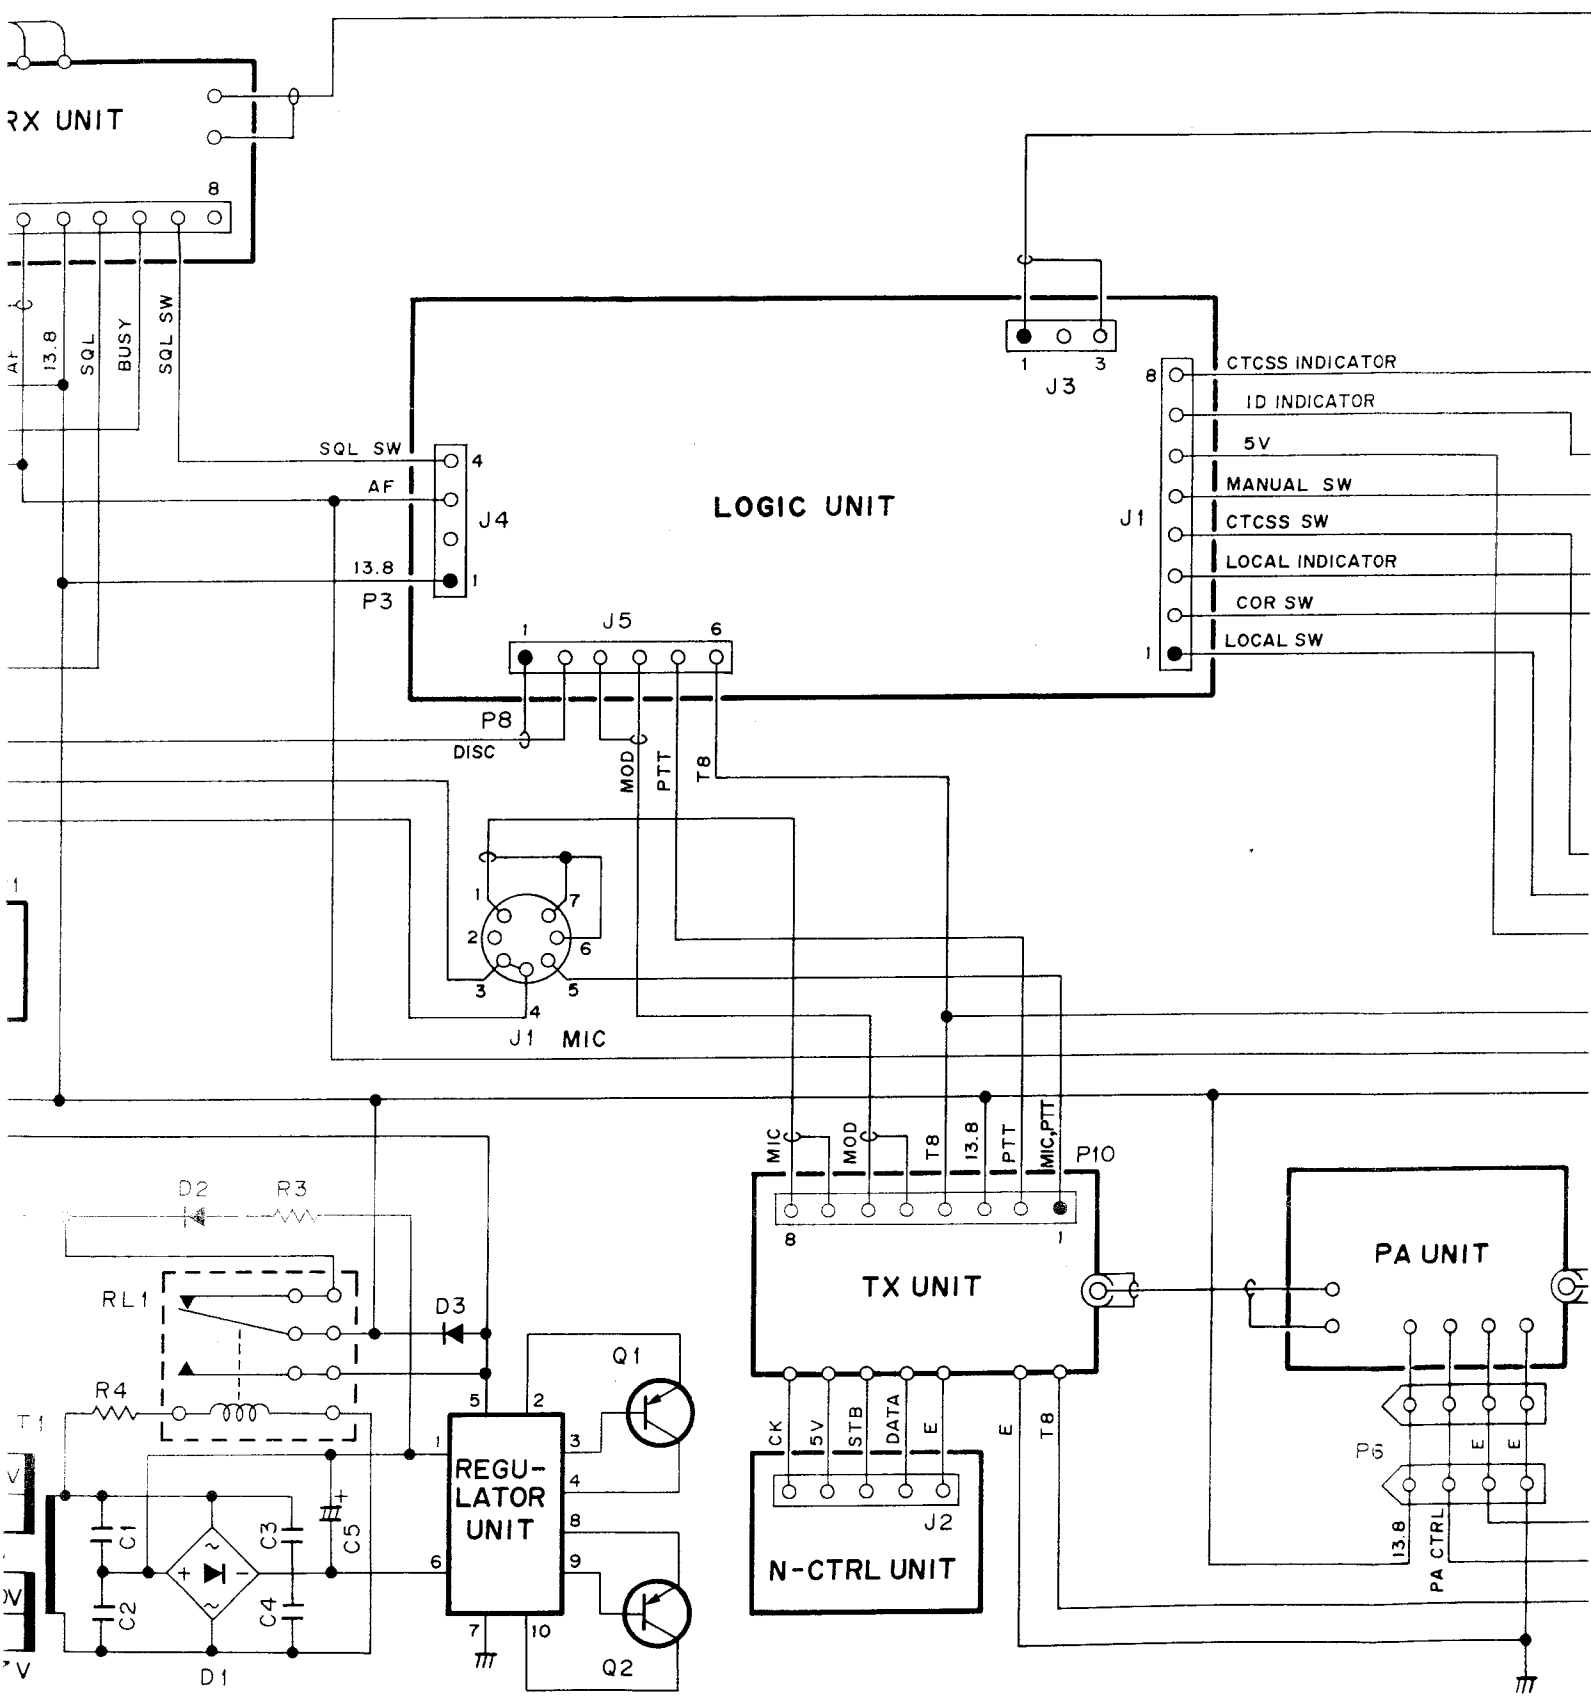 RX UNIT
8
AF
13.8
SQL
BUSY
SQL SW
1
3
J3
8
CTCSS INDICATOR
ID INDICATOR
5V
MANUAL SW
J1
CTCSS SW
LOCAL INDICATOR
COR SW
1
LOCAL SW
SQL SW
4
AF
J4
13.8
1
P3
LOGIC UNIT
J5
1
6
P8
DISC
MOD
PTT
T8
1
1
7
2
6
3
5
4
J1 MIC
MIC
MOD
T8
13.8
PTT
MIC,PTT
P10
8
1
TX UNIT
PA UNIT
D2
R3
RL1
D3
R4
T1
5
2
Q1
1
3
REGU-
LATOR
UNIT
4
8
6
9
7
10
Q2
V
C1
C2
+
-
~
~
C3
C4
+
C5
D1
V
V
CK
5V
STB
DATA
E
E
T8
J2
N-CTRL UNIT
P6
E
E
13.8
PA CTRL